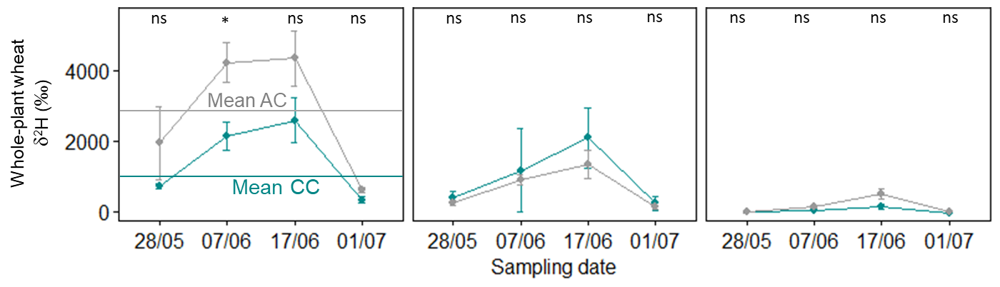 ns * ns ns ns ns ns ns ns ns ns ns
Whole-plant wheat
δ²H (‰)
4000
2000
0
Mean AC
Mean CC
28/05 07/06 17/06 01/07 28/05 07/06 17/06 01/07 28/05 07/06 17/06 01/07
Sampling date